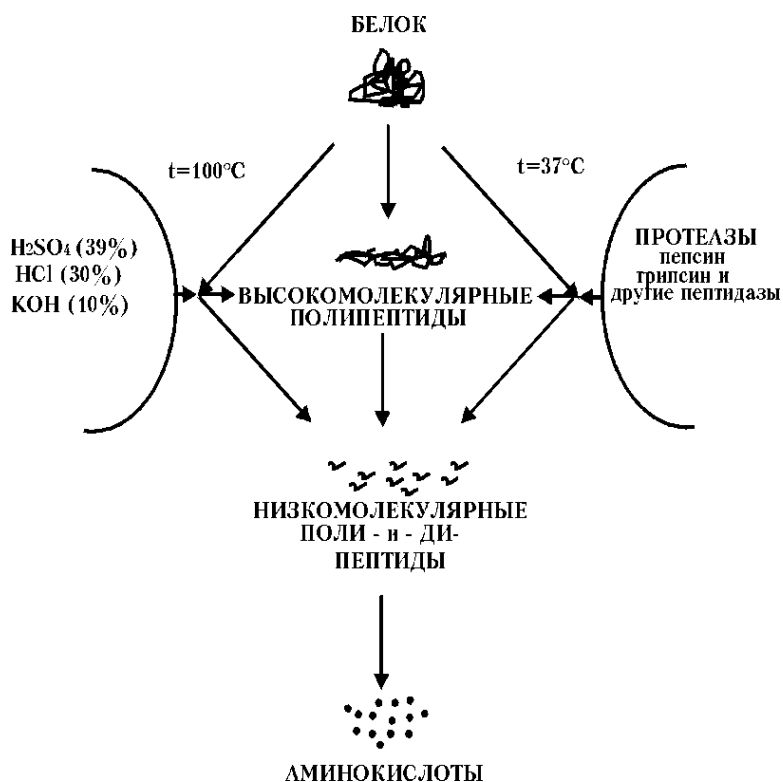 БЕЛОК
t=100°C
t=37°C
H₂SO₄ (39%)
HCl (30%)
KOH (10%)
ПРОТЕАЗЫ
пепсин
трипсин и
другие пептидазы
ВЫСОКОМОЛЕКУЛЯРНЫЕ
ПОЛИПЕПТИДЫ
НИЗКОМОЛЕКУЛЯРНЫЕ
ПОЛИ - и - ДИ-
ПЕПТИДЫ
АМИНОКИСЛОТЫ